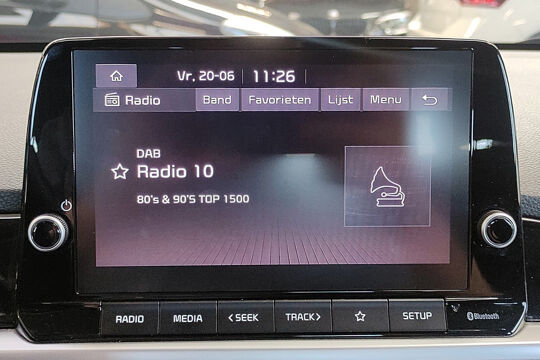 Vr. 20-06 11:26
Radio Band Favorieten Lijst Menu
DAB
Radio 10
80's & 90'S TOP 1500
RADIO MEDIA <SEEK TRACK> SETUP Bluetooth